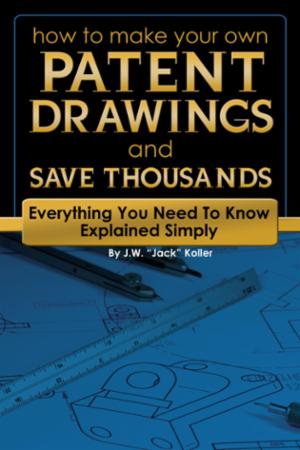 how to make your own
PATENT
DRAWINGS
and
SAVE THOUSANDS
Everything You Need To Know
Explained Simply
By J.W. "Jack" Koller